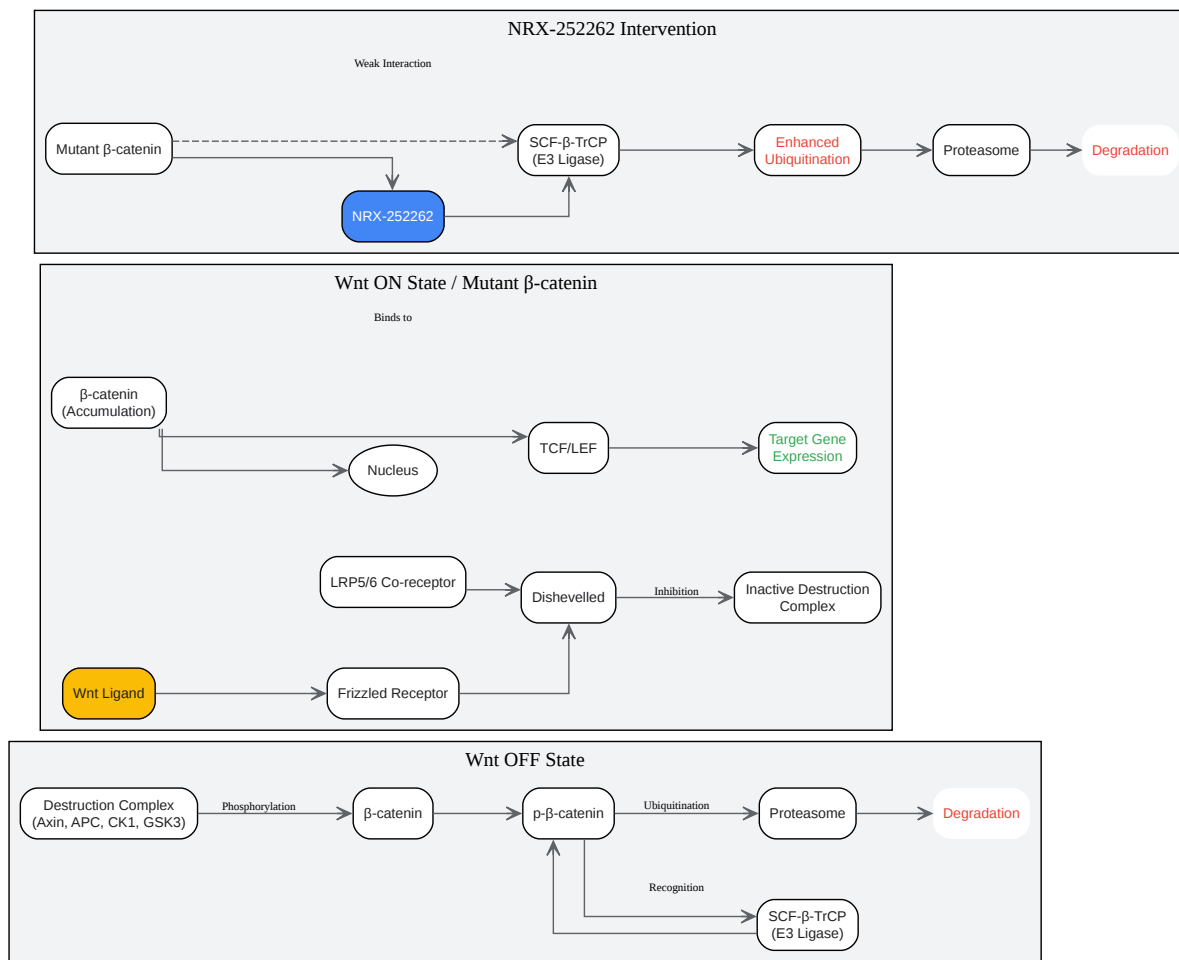 NRX-252262 Intervention
Weak Interaction
Mutant β-catenin
SCF-β-TrCP
(E3 Ligase)
Enhanced
Ubiquitination
Proteasome
Degradation
NRX-252262
Wnt ON State / Mutant β-catenin
Binds to
β-catenin
(Accumulation)
TCF/LEF
Target Gene
Expression
Nucleus
LRP5/6 Co-receptor
Dishevelled
Inhibition
Inactive Destruction
Complex
Wnt Ligand
Frizzled Receptor
Wnt OFF State
Destruction Complex
(Axin, APC, CK1, GSK3)
Phosphorylation
β-catenin
p-β-catenin
Ubiquitination
Proteasome
Degradation
Recognition
SCF-β-TrCP
(E3 Ligase)